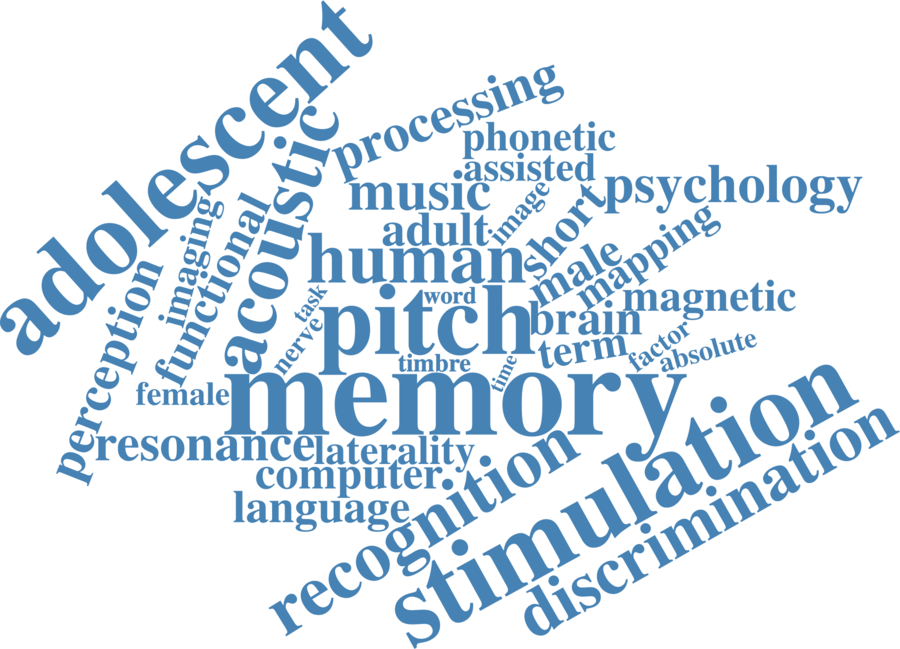 adolescent
processing
phonetic
assisted
acoustic
music
psychology
image
short
adult
imaging
functional
human
male
mapping
perception
task
word
magnetic
pitch
brain
nerve
term
factor
absolute
timbre
time
female
memory
resonance
laterality
computer
language
recognition
stimulation
discrimination